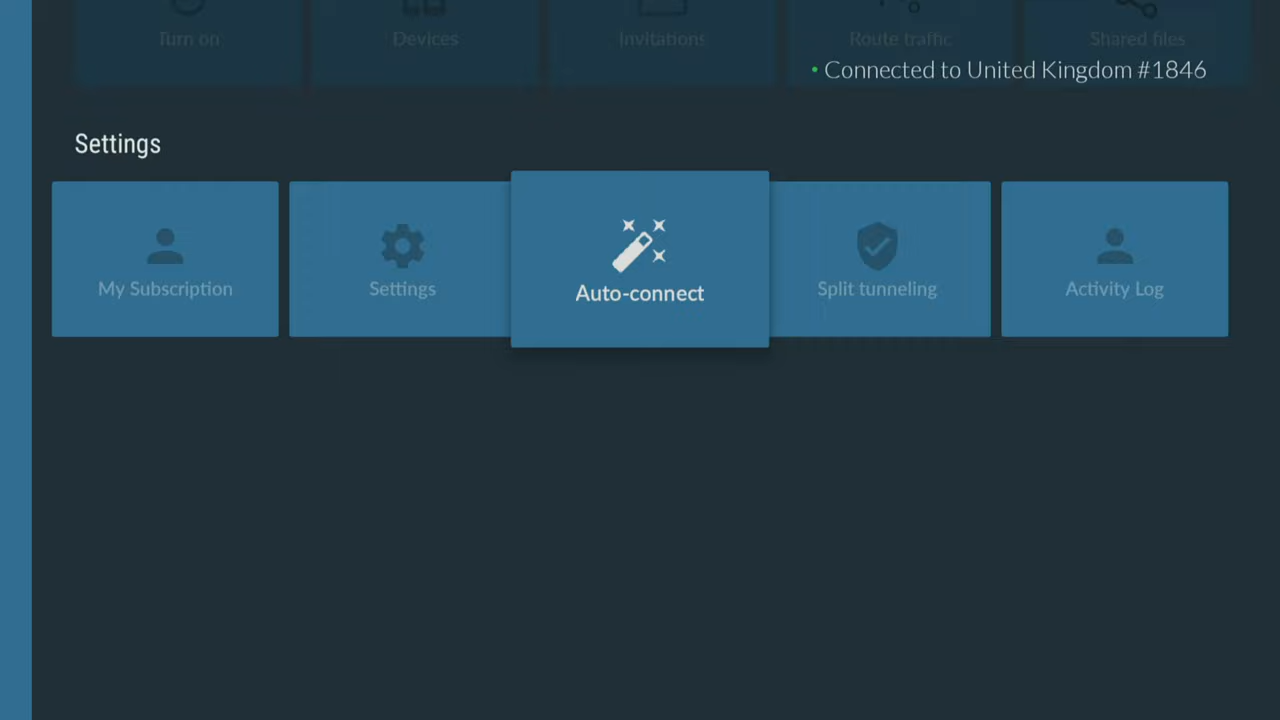 Turn on
Devices
Invitations
Route traffic
Shared files
• Connected to United Kingdom #1846
Settings
My Subscription
Settings
Auto-connect
Split tunneling
Activity Log